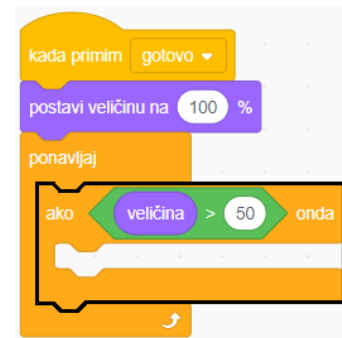 kada primim gotovo
postavi veličinu na 100 %
ponavljaj
ako veličina > 50 onda